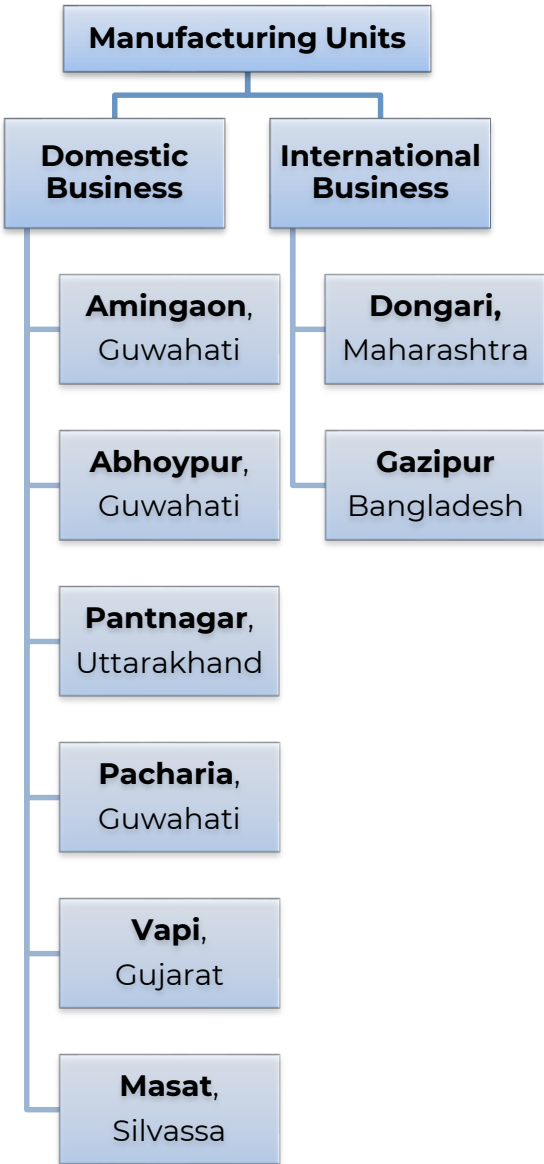 Manufacturing Units
Domestic
Business
International
Business
Amingaon,
Guwahati
Abhoypur,
Guwahati
Pantnagar,
Uttarakhand
Pacharia,
Guwahati
Vapi,
Gujarat
Masat,
Silvassa
Dongari,
Maharashtra
Gazipur
Bangladesh